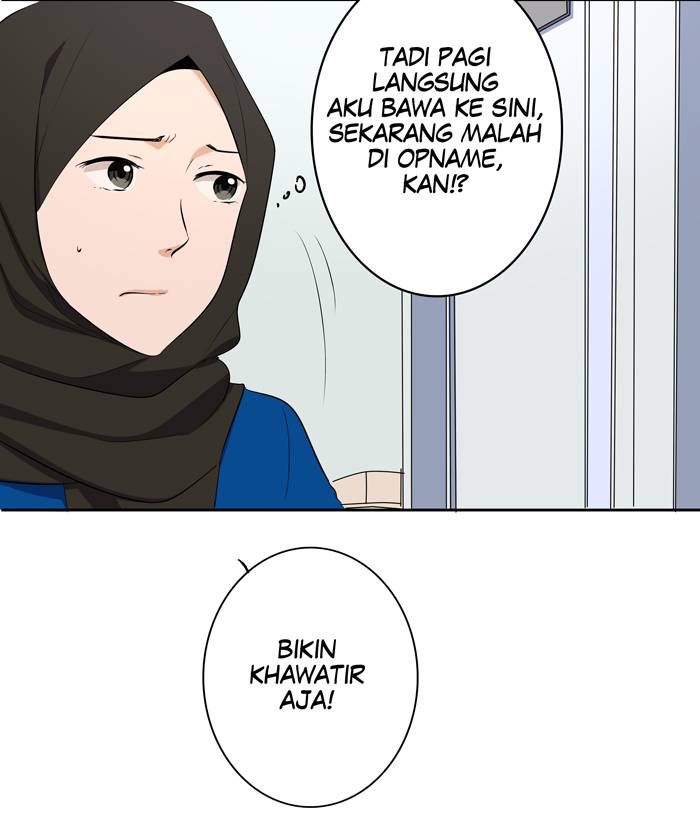 TADI PAGI
LANGSUNG
AKU BAWA KE SINI,
SEKARANG MALAH
DI OPNAME,
KAN!?
BIKIN
KHAWATIR
AJA!